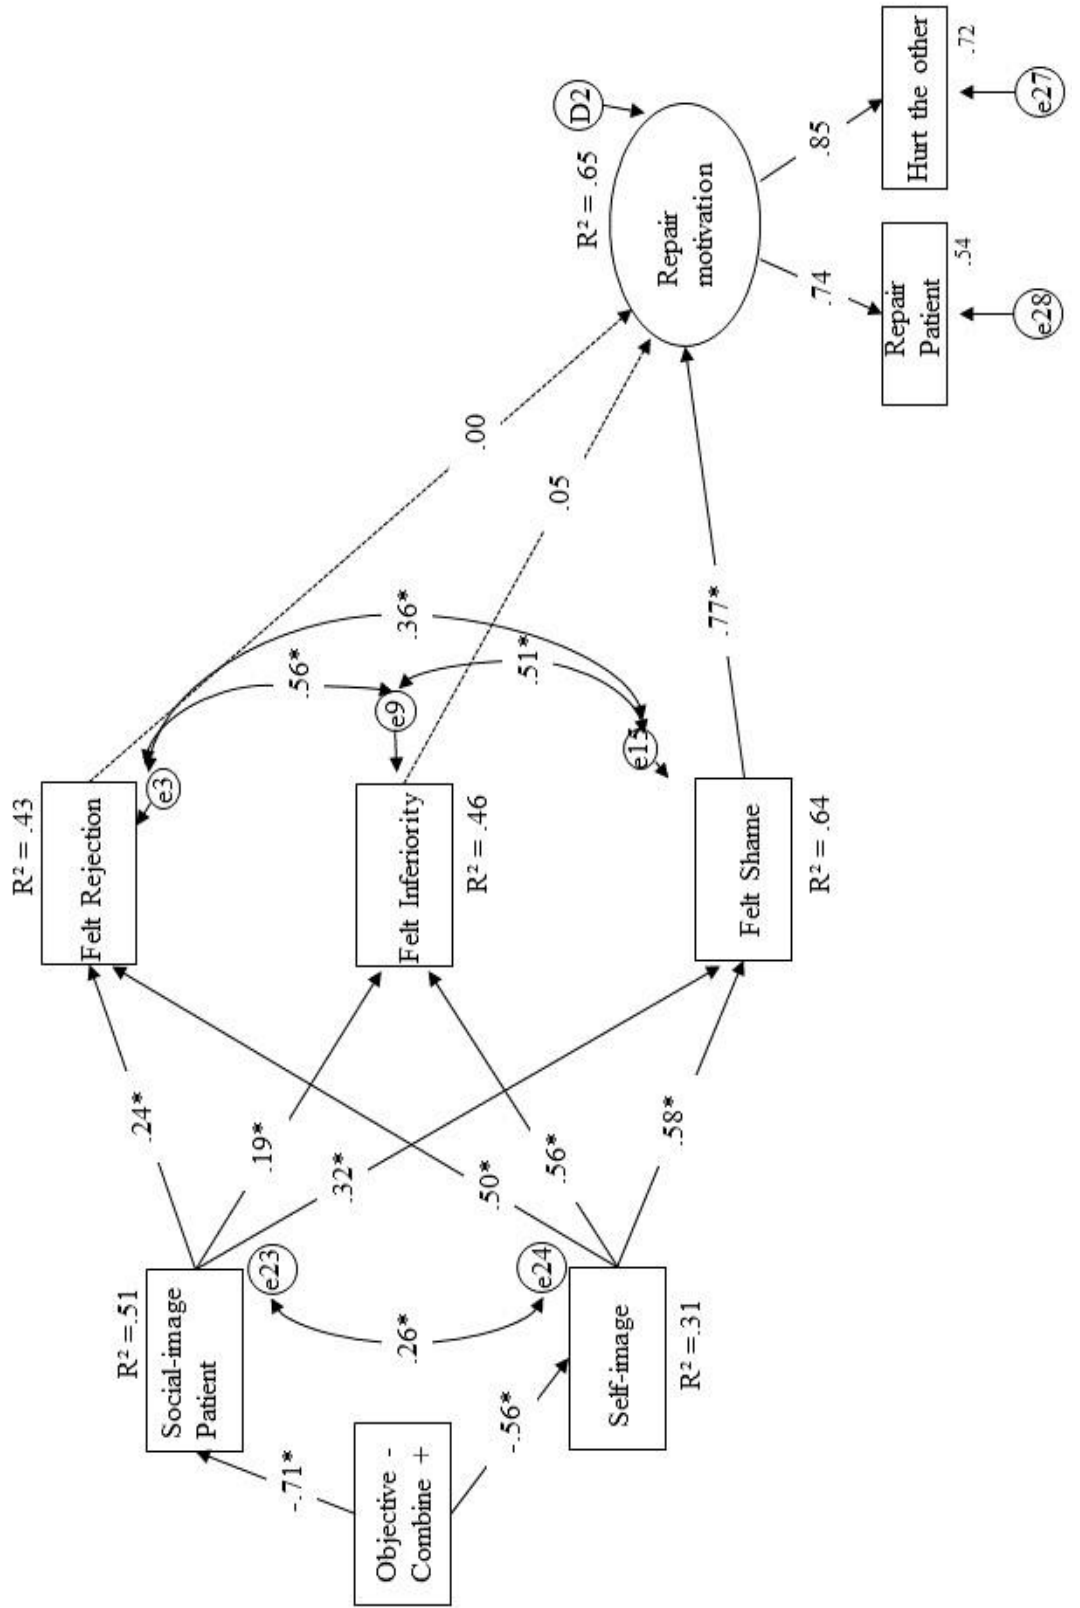 R² = .43
Felt Rejection
e3
R² =.51
Social-image
Patient
e23
-.71*
.24*
.19*
.32*
.26*
Objective -
Combine +
-.56*
e24
Self-image
R² =.31
.50*
.56*
.58*
Felt Inferiority
R² = .46
e9
.56*
.36*
.51*
e15
Felt Shame
R² = .64
.00
.05
.77*
D2
R² = .65
Repair
motivation
.74
.85
Repair
Patient
.54
e28
Hurt the other
.72
e27